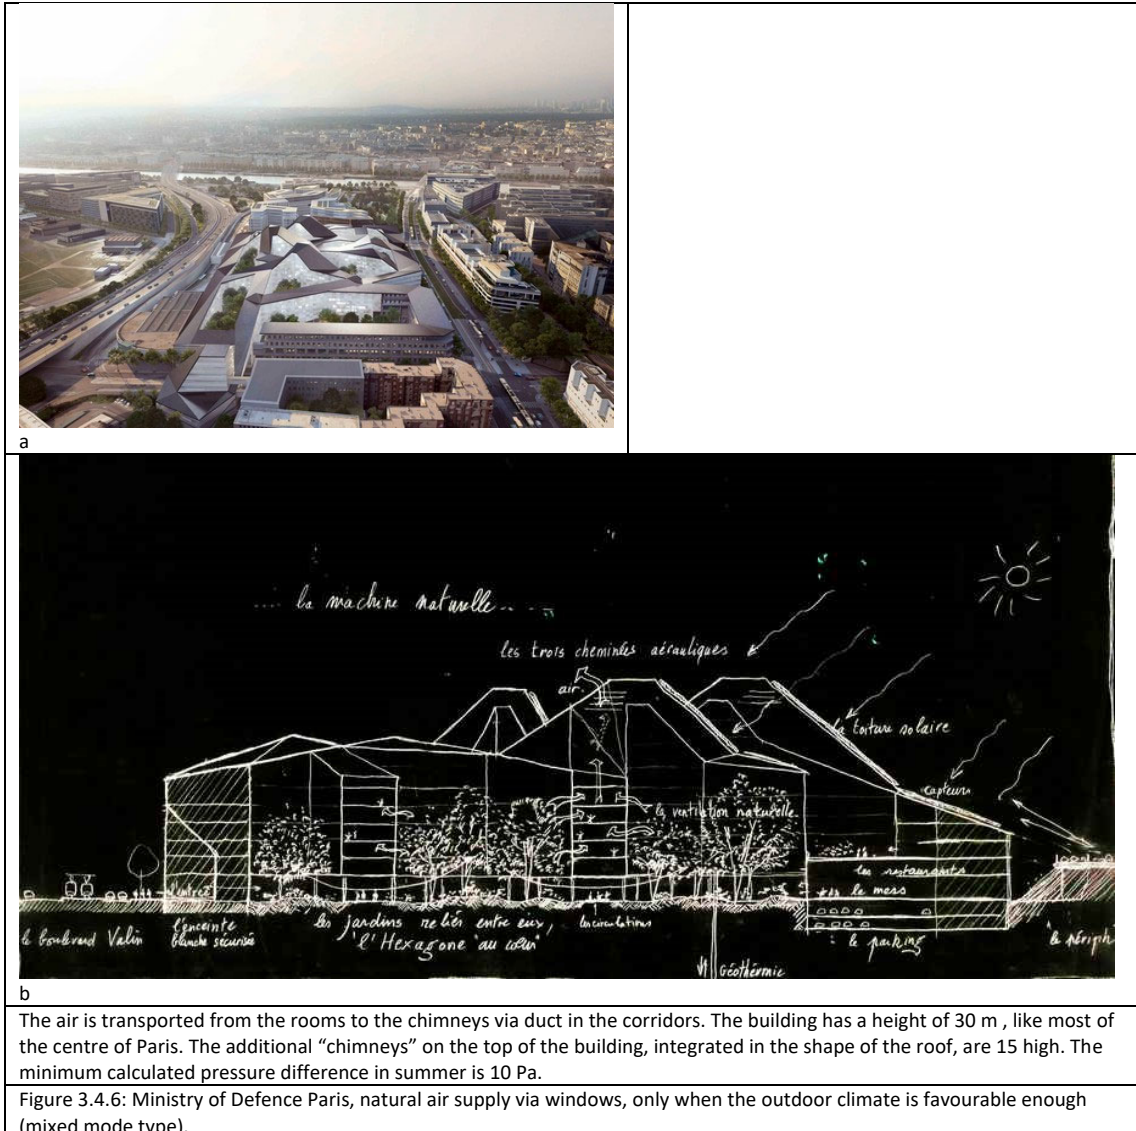 a
.... la machine naturelle....
les trois cheminées aérauliques
air.
la toiture solaire
capteurs
la ventilation naturelle.
les restaurants
le mess
l'entrée
le boulevard Valin
l'enceinte
blanche sécurisée
les jardins reliés entre eux,
"l'Hexagone au cœur"
les circulations
le parking
le périph
Géothermie
b
The air is transported from the rooms to the chimneys via duct in the corridors. The building has a height of 30 m , like most of
the centre of Paris. The additional “chimneys” on the top of the building, integrated in the shape of the roof, are 15 high. The
minimum calculated pressure difference in summer is 10 Pa.
Figure 3.4.6: Ministry of Defence Paris, natural air supply via windows, only when the outdoor climate is favourable enough
(mixed mode type).